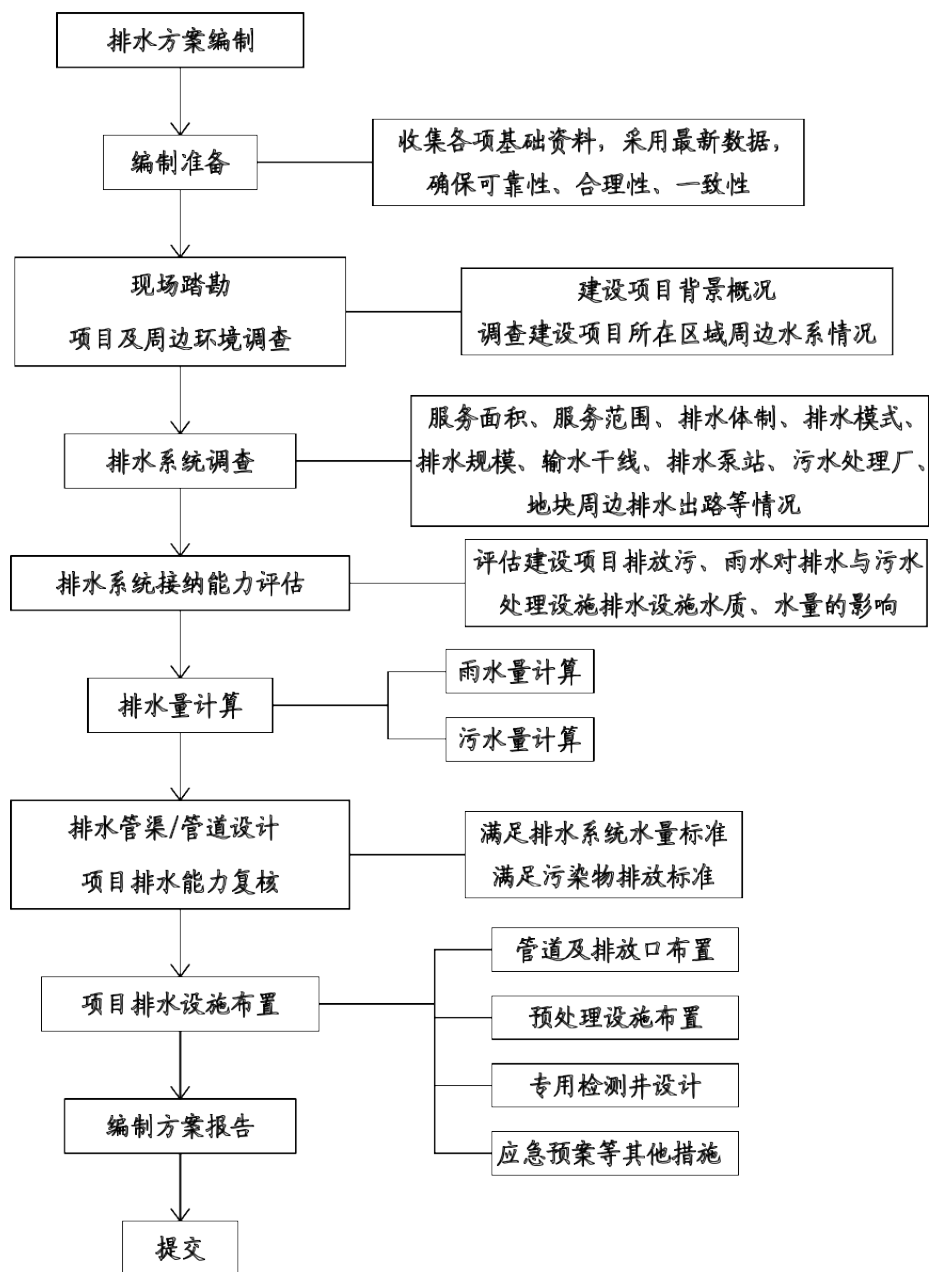 排水方案编制
编制准备
收集各项基础资料，采用最新数据，
确保可靠性、合理性、一致性
现场踏勘
项目及周边环境调查
建设项目背景概况
调查建设项目所在区域周边水系情况
排水系统调查
服务面积、服务范围、排水体制、排水模式、
排水规模、输水干线、排水泵站、污水处理厂、
地块周边排水出路等情况
排水系统接纳能力评估
评估建设项目排放污、雨水对排水与污水
处理设施排水设施水质、水量的影响
排水量计算
雨水量计算
污水量计算
排水管渠/管道设计
项目排水能力复核
满足排水系统水量标准
满足污染物排放标准
项目排水设施布置
管道及排放口布置
预处理设施布置
专用检测井设计
应急预案等其他措施
编制方案报告
提交